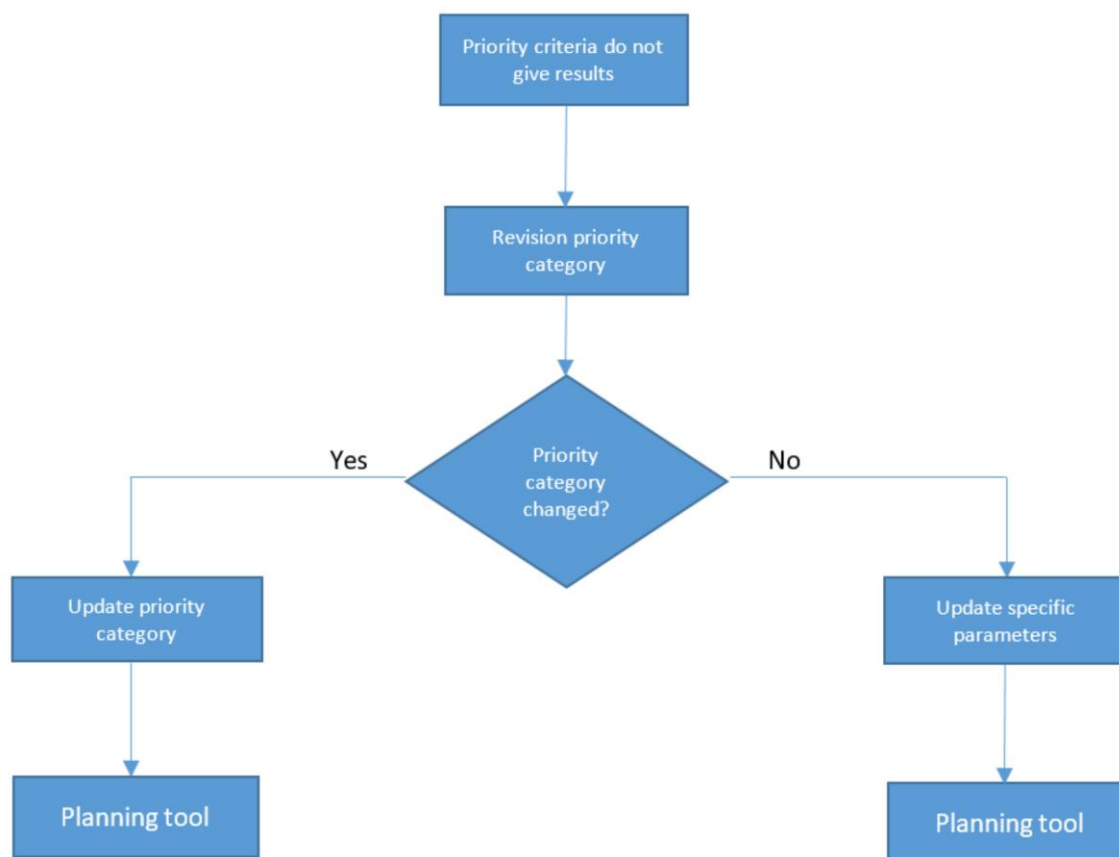 Priority criteria do not
give results
Revision priority
category
Yes
Priority
category
changed?
No
Update priority
category
Update specific
parameters
Planning tool
Planning tool